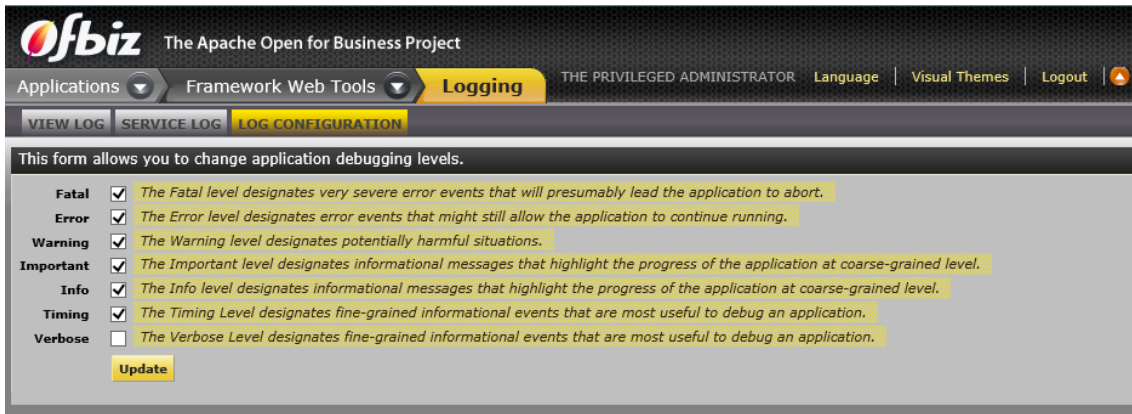 Ofbiz The Apache Open for Business Project
Applications Framework Web Tools Logging THE PRIVILEGED ADMINISTRATOR Language Visual Themes Logout
VIEW LOG SERVICE LOG LOG CONFIGURATION
This form allows you to change application debugging levels.
Fatal The Fatal level designates very severe error events that will presumably lead the application to abort.
Error The Error level designates error events that might still allow the application to continue running.
Warning The Warning level designates potentially harmful situations.
Important The Important level designates informational messages that highlight the progress of the application at coarse-grained level.
Info The Info level designates informational messages that highlight the progress of the application at coarse-grained level.
Timing The Timing Level designates fine-grained informational events that are most useful to debug an application.
Verbose The Verbose Level designates fine-grained informational events that are most useful to debug an application.
Update